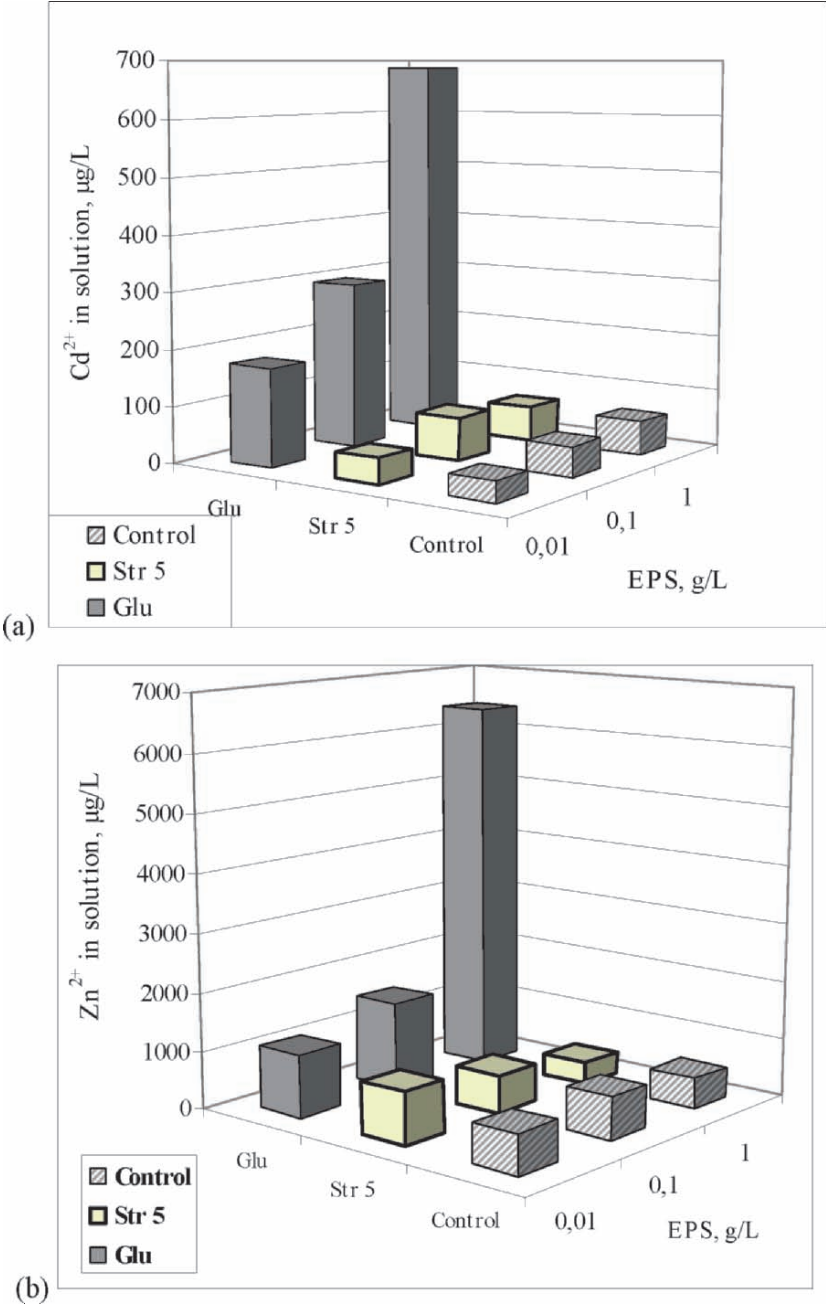 700
600
500
400
300
200
100
0
Cd2+ in solution, µg/L
Glu
Str 5
Control
0,01
0,1
1
EPS, g/L
Control
Str 5
Glu
(a)
7000
6000
5000
4000
3000
2000
1000
0
Zn2+ in solution, µg/L
Glu
Str 5
Control
0,01
0,1
1
EPS, g/L
Control
Str 5
Glu
(b)